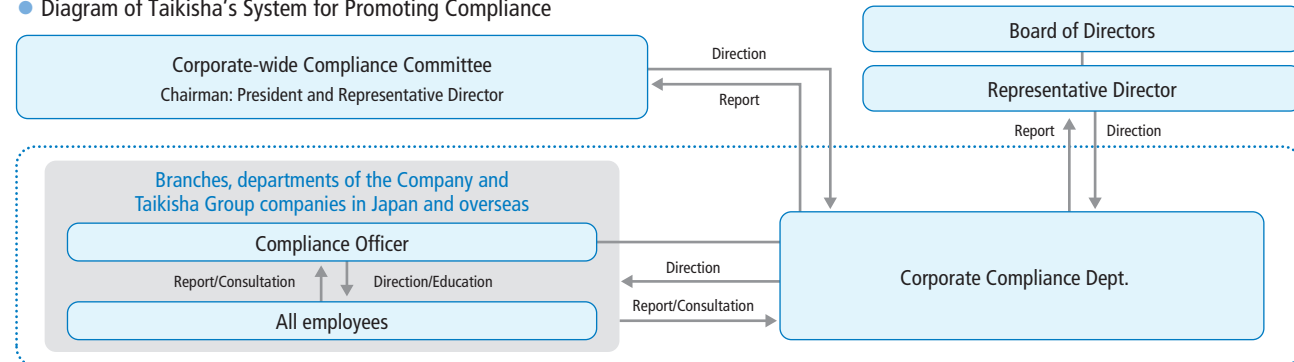 ● Diagram of Taikisha's System for Promoting Compliance
Corporate-wide Compliance Committee
Chairman: President and Representative Director
Direction
Report
Board of Directors
Representative Director
Report
Direction
Branches, departments of the Company and
Taikisha Group companies in Japan and overseas
Compliance Officer
Report/Consultation
Direction/Education
All employees
Direction
Report/Consultation
Corporate Compliance Dept.